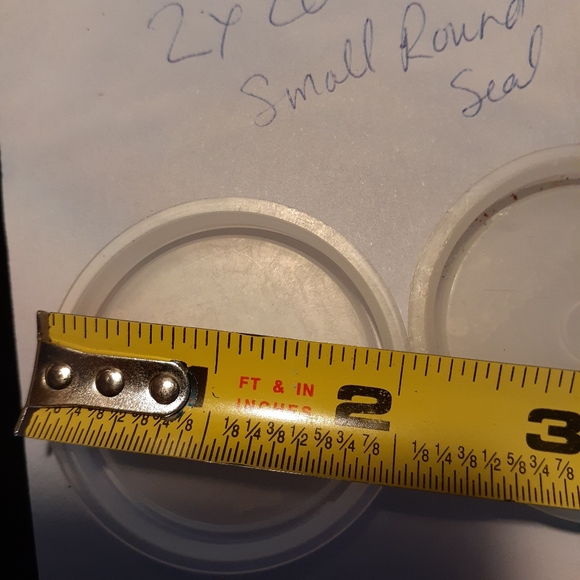 2x
Small Round
Seal
1 FT & IN 2 3
INCHES
1/8 1/4 3/8 1/2 5/8 3/4 7/8 1/8 1/4 3/8 1/2 5/8 3/4 7/8